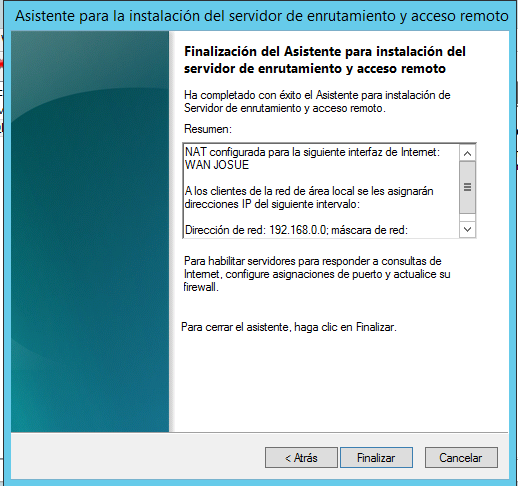 Asistente para la instalación del servidor de enrutamiento y acceso remoto
Finalización del Asistente para instalación del
servidor de enrutamiento y acceso remoto
Ha completado con éxito el Asistente para instalación de
Servidor de enrutamiento y acceso remoto.
Resumen:
NAT configurada para la siguiente interfaz de Internet:
WAN JOSUE
A los clientes de la red de área local se les asignarán
direcciones IP del siguiente intervalo:
Dirección de red: 192.168.0.0; máscara de red:
Para habilitar servidores para responder a consultas de
Internet, configure asignaciones de puerto y actualice su
firewall.
Para cerrar el asistente, haga clic en Finalizar.
< Atrás
Finalizar
Cancelar